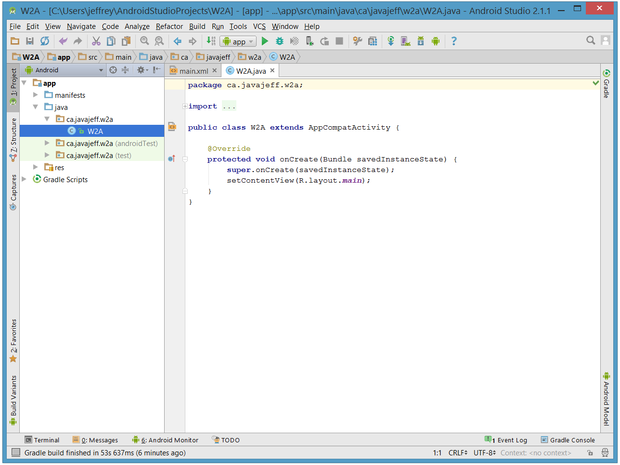 W2A - [C:\Users\jeffrey\AndroidStudioProjects\W2A] - [app] - ...\app\src\main\java\ca\javajeff\w2a\W2A.java - Android Studio 2.1.1
File Edit View Navigate Code Analyze Refactor Build Run Tools VCS Window Help
app
W2A app src main java ca javajeff w2a W2A
Android
main.xml W2A.java
1: Project
Z: Structure
Captures
2: Favorites
Build Variants
app
manifests
java
ca.javajeff.w2a
W2A
ca.javajeff.w2a (androidTest)
ca.javajeff.w2a (test)
res
Gradle Scripts
package ca.javajeff.w2a;
import ...
public class W2A extends AppCompatActivity {
@Override
protected void onCreate(Bundle savedInstanceState) {
super.onCreate(savedInstanceState);
setContentView(R.layout.main);
}
}
Gradle
Android Model
Terminal 0: Messages 6: Android Monitor TODO 1 Event Log Gradle Console
Gradle build finished in 53s 637ms (6 minutes ago) 1:1 CRLF÷ UTF-8÷ Context: <no context>